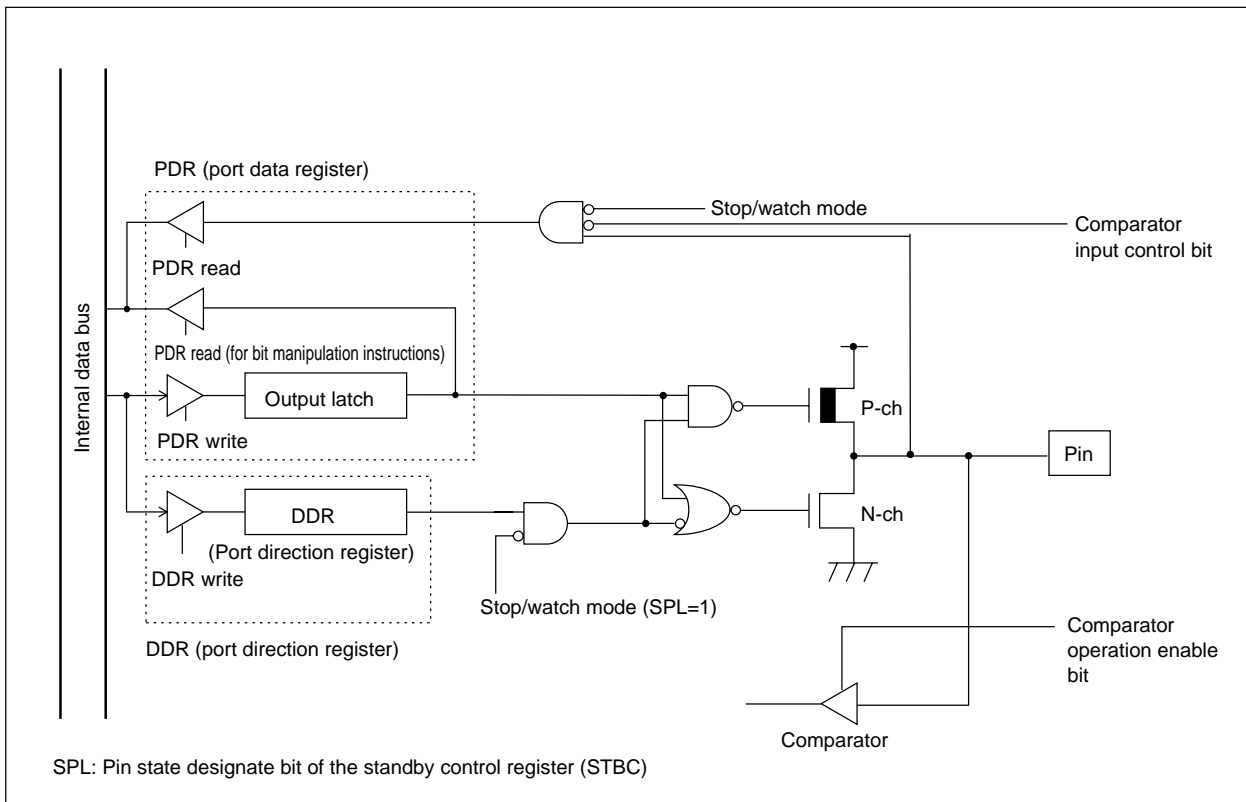 PDR (port data register)
Stop/watch mode
Comparator
input control bit
PDR read
Internal data bus
PDR read (for bit manipulation instructions)
Output latch
P-ch
PDR write
Pin
DDR
N-ch
(Port direction register)
DDR write
Stop/watch mode (SPL=1)
DDR (port direction register)
Comparator
operation enable
bit
Comparator
SPL: Pin state designate bit of the standby control register (STBC)